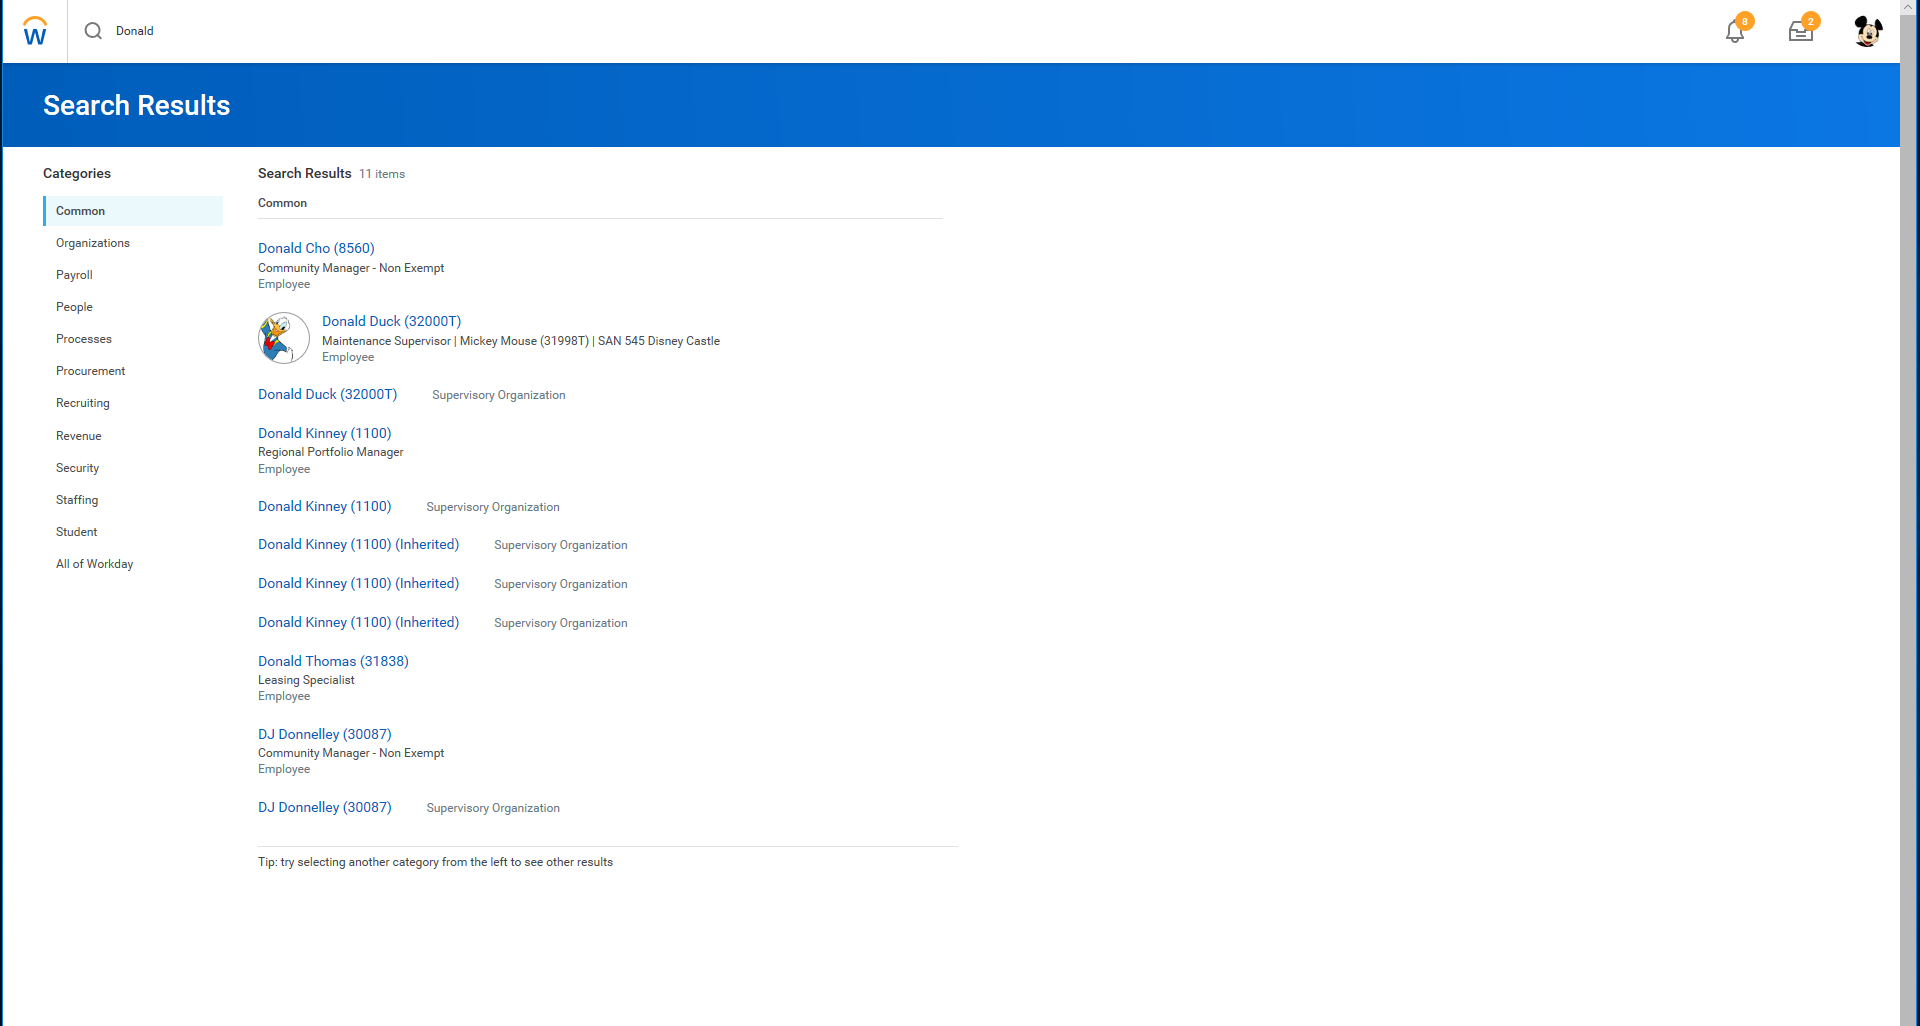 W
Donald
8
2
Search Results
Categories
Common
Organizations
Payroll
People
Processes
Procurement
Recruiting
Revenue
Security
Staffing
Student
All of Workday
Search Results 11 items
Common
Donald Cho (8560)
Community Manager - Non Exempt
Employee
Donald Duck (32000T)
Maintenance Supervisor | Mickey Mouse (31998T) | SAN 545 Disney Castle
Employee
Donald Duck (32000T) Supervisory Organization
Donald Kinney (1100)
Regional Portfolio Manager
Employee
Donald Kinney (1100) Supervisory Organization
Donald Kinney (1100) (Inherited) Supervisory Organization
Donald Kinney (1100) (Inherited) Supervisory Organization
Donald Kinney (1100) (Inherited) Supervisory Organization
Donald Thomas (31838)
Leasing Specialist
Employee
DJ Donnelley (30087)
Community Manager - Non Exempt
Employee
DJ Donnelley (30087) Supervisory Organization
Tip: try selecting another category from the left to see other results